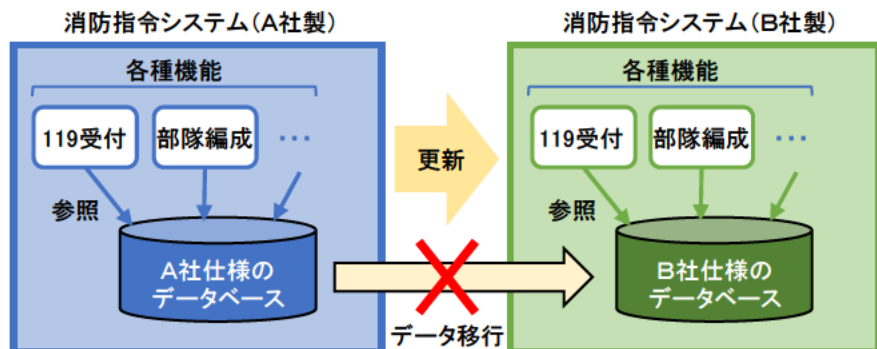 消防指令システム(A社製)
消防指令システム(B社製)
各種機能
各種機能
119受付
部隊編成
…
119受付
部隊編成
…
更新
参照
参照
A社仕様の
データベース
B社仕様の
データベース
データ移行